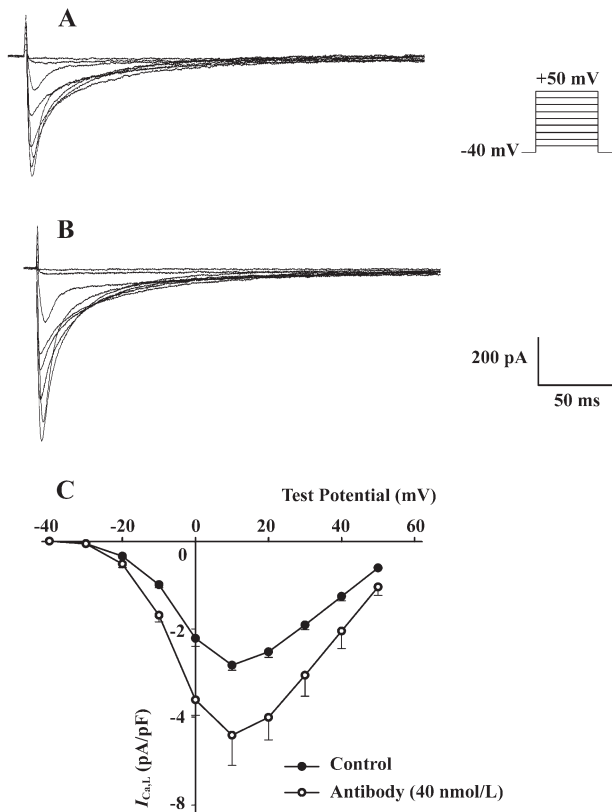 A
+50 mV
-40 mV
B
200 pA
50 ms
C
Test Potential (mV)
-40 -20 0 20 40 60
0
-2
-4
-8
I Ca,L (pA/pF)
Control
Antibody (40 nmol/L)